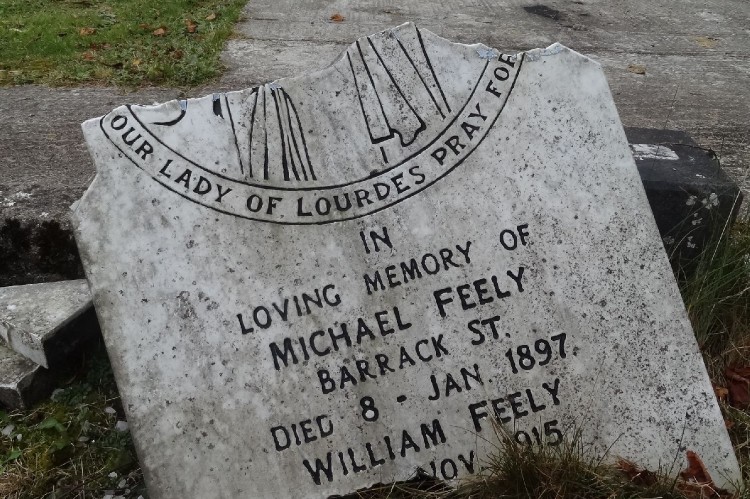 OUR LADY OF LOURDES PRAY FOR
IN
LOVING MEMORY OF
MICHAEL FEELY
BARRACK ST.
DIED 8 - JAN. 1897.
WILLIAM FEELY
NOV. 1915